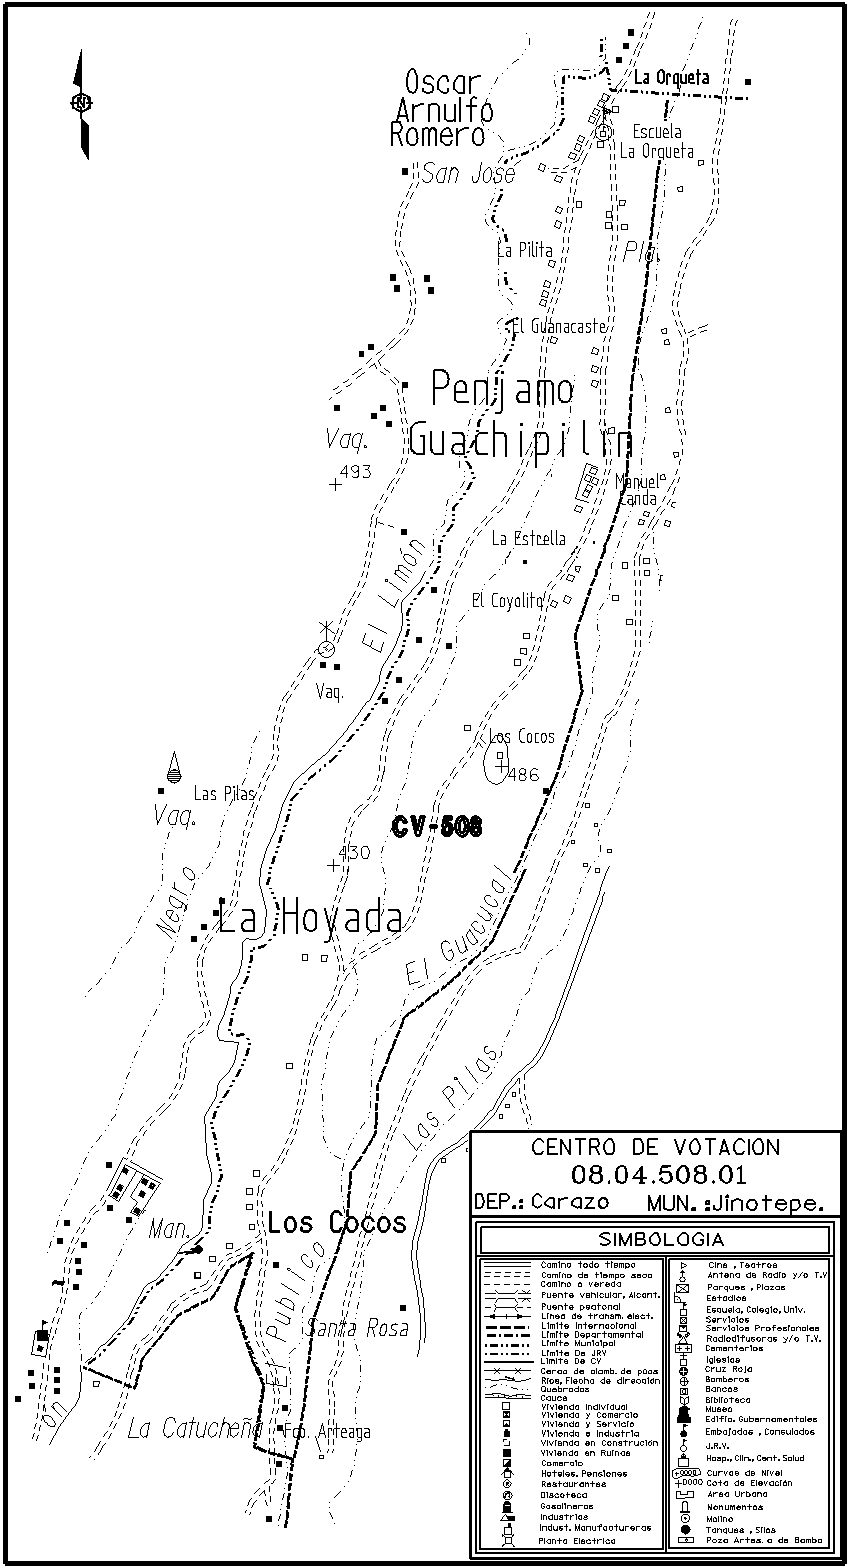 N
La Orqueta
Oscar
Arnulfo
Romero
Escuela
La Orqueta
San Jose
La Pilita
Pla.
El Guanacaste
Penjamo
Guachipilin
Vaq.
493
Manuel
Landa
La Estrella
El Limón
El Coyolito
Vaq.
Los Cocos
486
Las Pilas
Vaq.
CV-508
430
Negro
La Hoyada
El Guacucal
Las Pilas
Man.
Los Cocos
El Publico
Santa Rosa
La Catucheña
Fco. Arteaga
on
CENTRO DE VOTACION
08.04.508.01
DEP.: Carazo MUN.: Jinotepe.
SIMBOLOGIA
Camino todo tiempo
Camino de tiempo seco
Camino o vereda
Puente vehicular, Alcant.
Puente peatonal
Linea de transm. elect.
Limite Internacional
Limite Departamental
Limite Municipal
Limite De JRV
Limite De CV
Cerca de alamb. de púas
Ríos, Flecha de dirección
Quebradas
Cauce
Vivienda Individual
Vivienda y Comercio
Vivienda y Servicio
Vivienda e Industria
Vivienda en Construción
Vivienda en Ruinas
Comercio
Hoteles. Pensiones
Restaurantes
Discoteca
Gasolineras
Industrias
Indust. Manufactureras
Planta Electrica
Cine , Teatros
Antena de Radio y/o T.V
Parques , Plazas
Estadios
Escuela, Colegio, Univ.
Servicios
Servicios Profesionales
Radiodifusoras y/o T.V.
Cementerios
Iglesias
Cruz Roja
Bomberos
Bancos
Biblioteca
Museo
Edific. Gubernamentales
Embajadas , Consulados
J.R.V.
Hosp., Clin., Cent. Salud
Curvas de Nivel
Cota de Elevación
Area Urbana
Monumentos
Molino
Tanques , Silos
Pozo Artes. o de Bomba